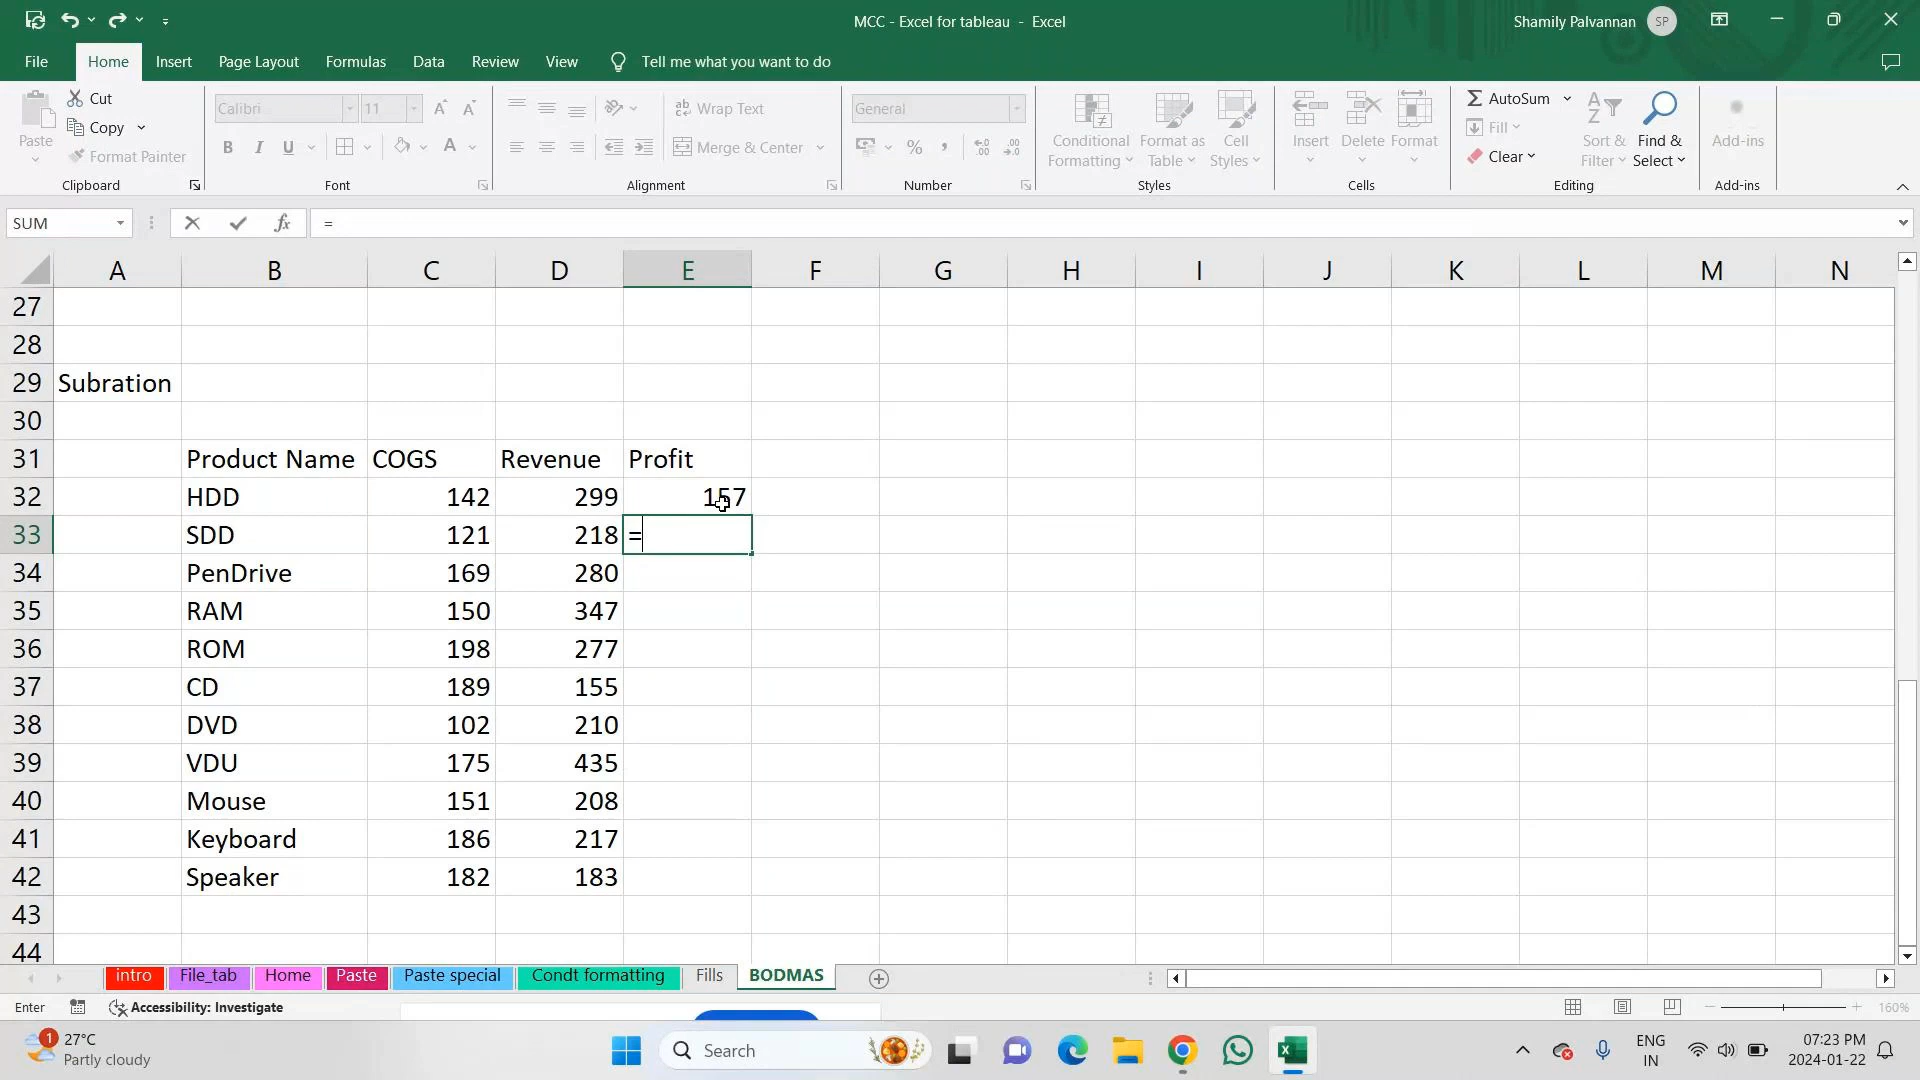 MCC - Excel for tableau - Excel
Shamily Palvannan SP
File Home Insert Page Layout Formulas Data Review View Tell me what you want to do
Paste
Cut
Copy
Format Painter
Clipboard
Calibri 11
B I U A
Font
ab Wrap Text
Merge & Center
Alignment
General
% ,
Number
Conditional Formatting
Format as Table
Cell Styles
Styles
Insert Delete Format
Cells
AutoSum
Fill
Clear
Sort & Filter
Find & Select
Editing
Add-ins
Add-ins
SUM fx =
A B C D E F G H I J K L M N
27
28
29 Subration
30
31 Product Name COGS Revenue Profit
32 HDD 142 299 157
33 SDD 121 218 =
34 PenDrive 169 280
35 RAM 150 347
36 ROM 198 277
37 CD 189 155
38 DVD 102 210
39 VDU 175 435
40 Mouse 151 208
41 Keyboard 186 217
42 Speaker 182 183
43
44
intro File_tab Home Paste Paste special Condt formatting Fills BODMAS
Enter Accessibility: Investigate 160%
1 27°C
Partly cloudy
Search
ENG
IN
07:23 PM
2024-01-22